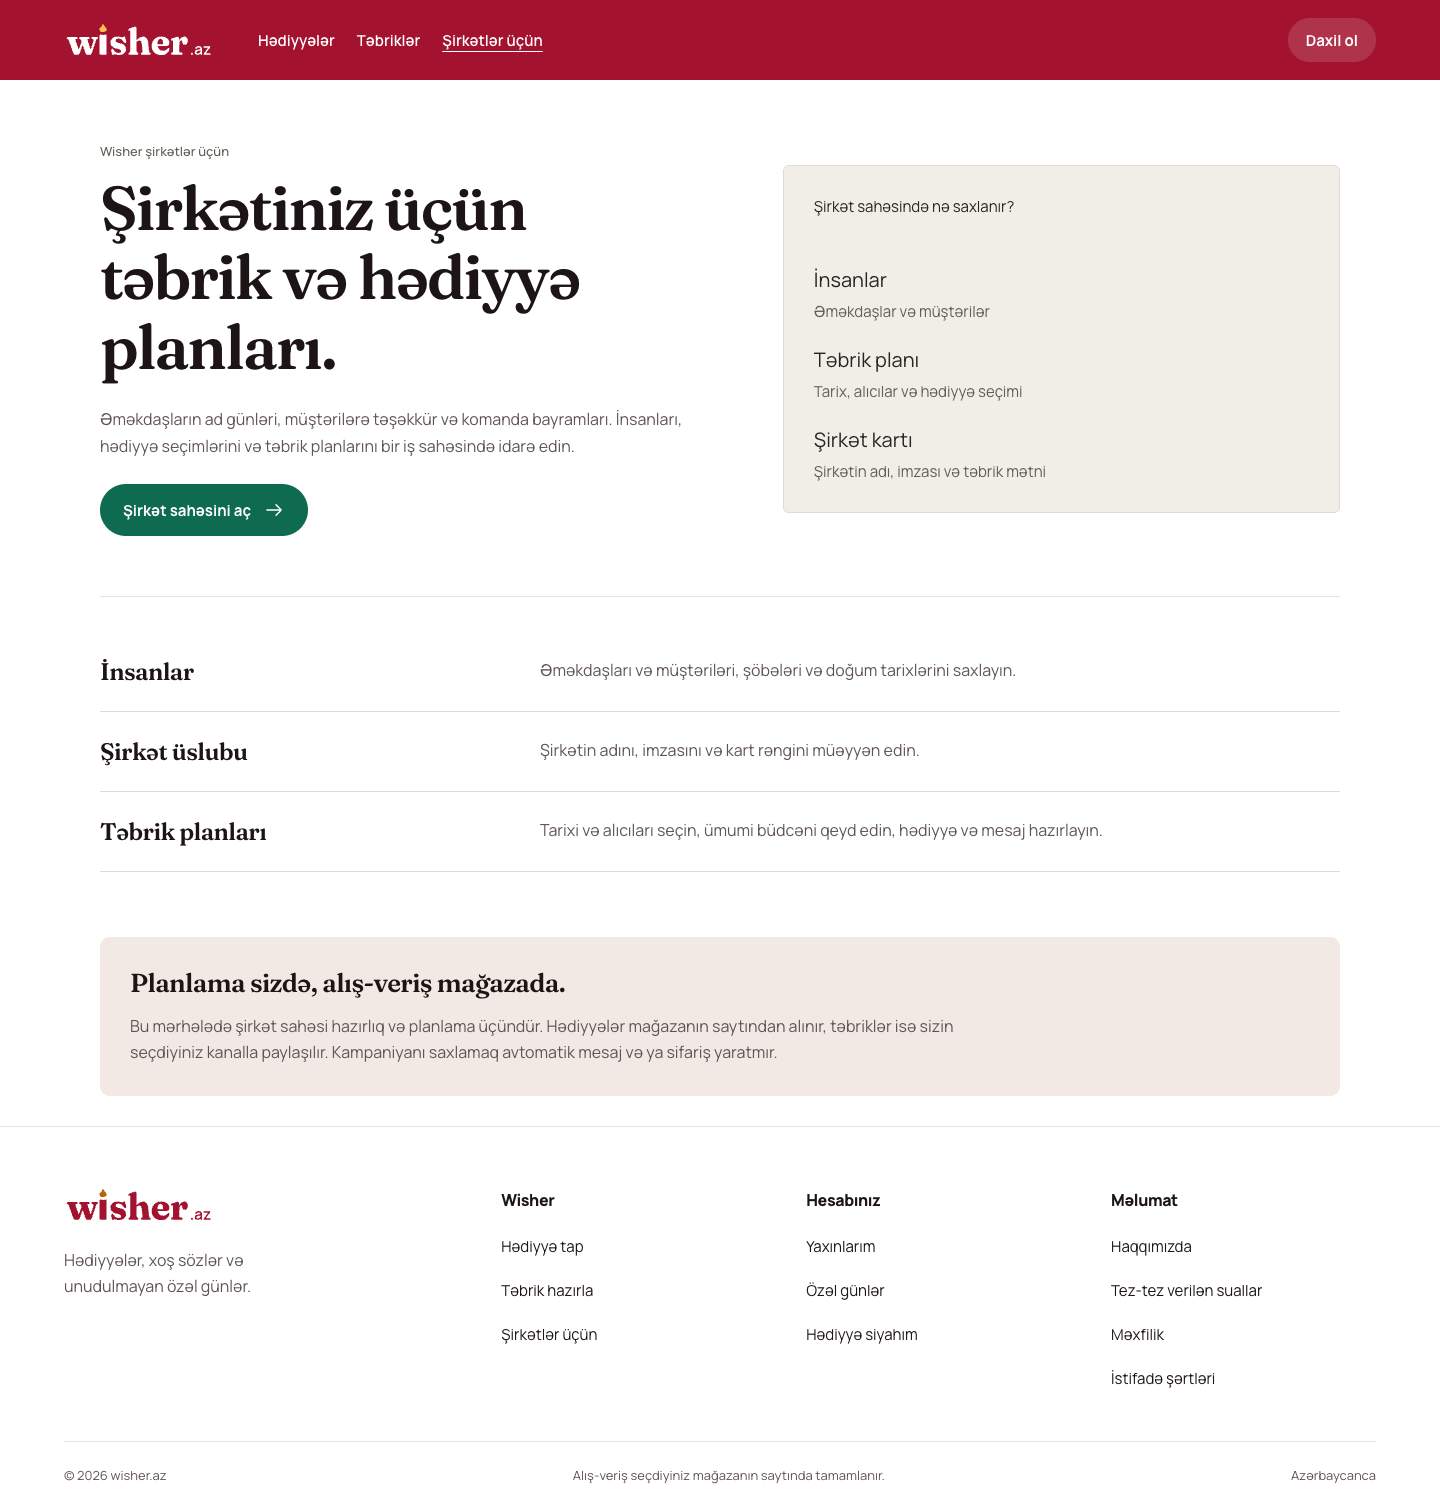 wisher.az
Hədiyyələr
Təbriklər
Şirkətlər üçün
Daxil ol
Wisher şirkətlər üçün
Şirkətiniz üçün
təbrik və hədiyyə
planları.
Əməkdaşların ad günləri, müştərilərə təşəkkür və komanda bayramları. İnsanları,
hədiyyə seçimlərini və təbrik planlarını bir iş sahəsində idarə edin.
Şirkət sahəsini aç
Şirkət sahəsində nə saxlanır?
İnsanlar
Əməkdaşlar və müştərilər
Təbrik planı
Tarix, alıcılar və hədiyyə seçimi
Şirkət kartı
Şirkətin adı, imzası və təbrik mətni
İnsanlar
Əməkdaşları və müştəriləri, şöbələri və doğum tarixlərini saxlayın.
Şirkət üslubu
Şirkətin adını, imzasını və kart rəngini müəyyən edin.
Təbrik planları
Tarixi və alıcıları seçin, ümumi büdcəni qeyd edin, hədiyyə və mesaj hazırlayın.
Planlama sizdə, alış-veriş mağazada.
Bu mərhələdə şirkət sahəsi hazırlıq və planlama üçündür. Hədiyyələr mağazanın saytından alınır, təbriklər isə sizin
seçdiyiniz kanalla paylaşılır. Kampaniyanı saxlamaq avtomatik mesaj və ya sifariş yaratmır.
wisher.az
Hədiyyələr, xoş sözlər və
unudulmayan özəl günlər.
Wisher
Hədiyyə tap
Təbrik hazırla
Şirkətlər üçün
Hesabınız
Yaxınlarım
Özəl günlər
Hədiyyə siyahım
Məlumat
Haqqımızda
Tez-tez verilən suallar
Məxfilik
İstifadə şərtləri
© 2026 wisher.az
Alış-veriş seçdiyiniz mağazanın saytında tamamlanır.
Azərbaycanca